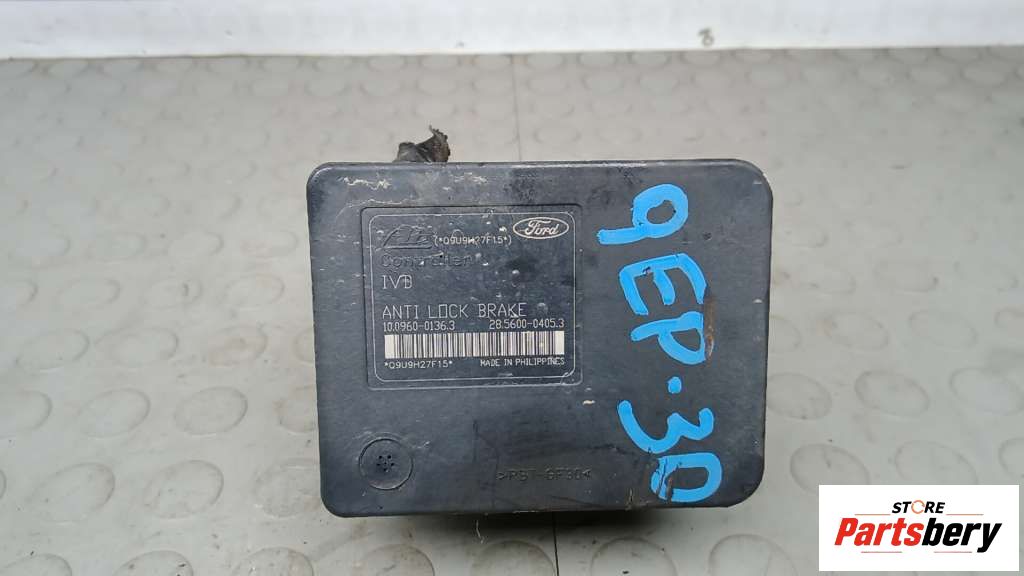 (*Q9U9H27F15*)
Ford
Controller
IVD
ANTI LOCK BRAKE
10.0960-0136.3 28.5600-0405.3
*Q9U9H27F15* MADE IN PHILIPPINES
9EP.30
STORE
Partsbery